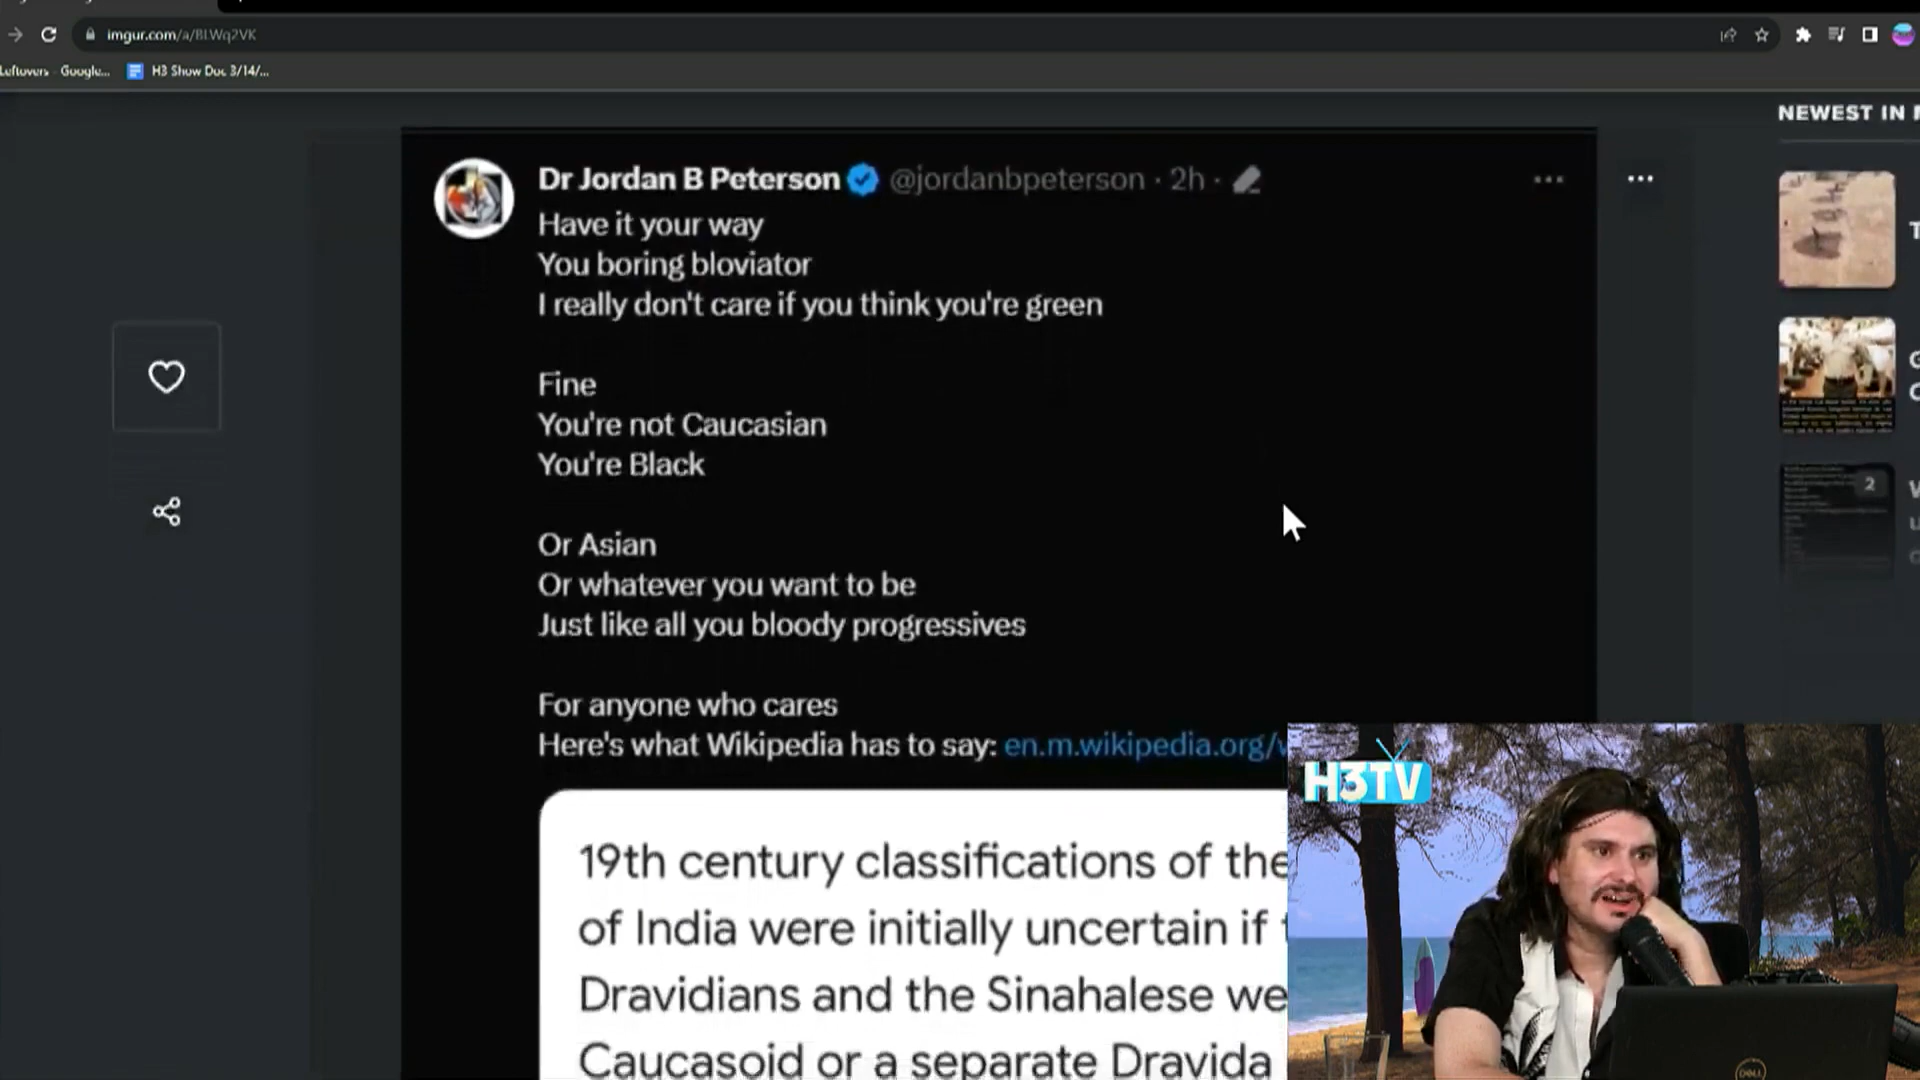 imgur.com/a/8LWq2VK
Leftovers - Google...
H3 Show Doc 3/14/...
NEWEST IN
Dr Jordan B Peterson @jordanbpeterson · 2h ·
Have it your way
You boring bloviator
I really don't care if you think you're green
Fine
You're not Caucasian
You're Black
Or Asian
Or whatever you want to be
Just like all you bloody progressives
For anyone who cares
Here's what Wikipedia has to say: en.m.wikipedia.org/
19th century classifications of the
of India were initially uncertain if
Dravidians and the Sinahalese we
Caucasoid or a separate Dravida
2
H3TV
DELL